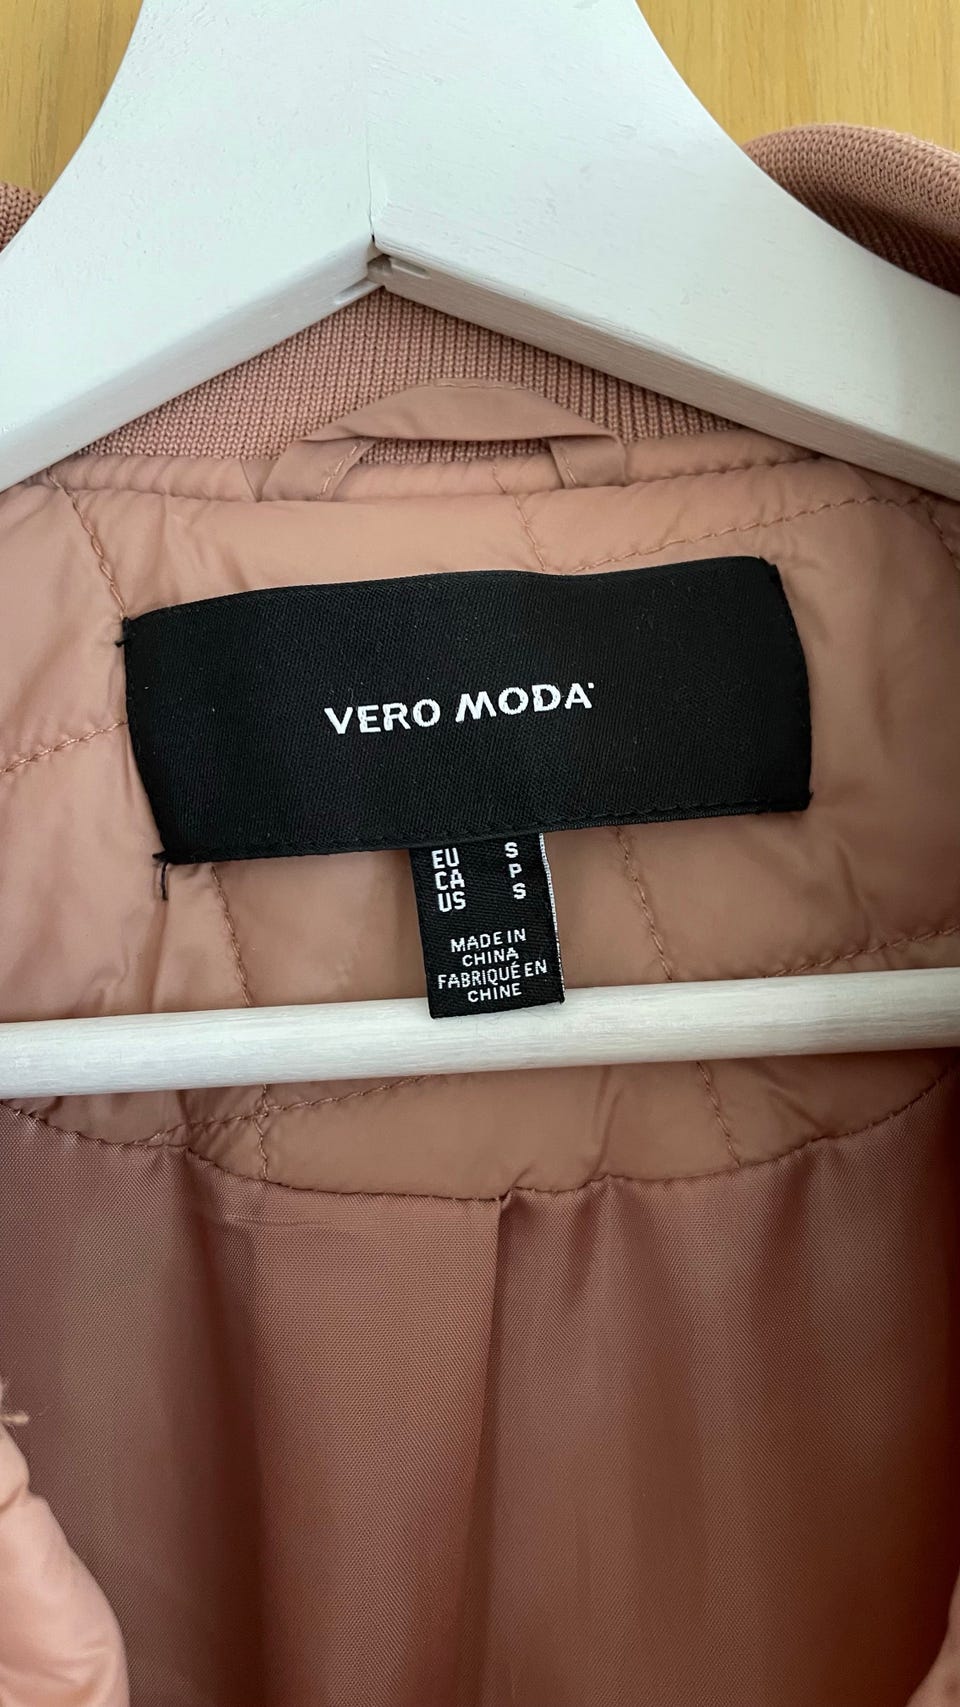 VERO MODA
EU S
CA P
US S
MADE IN
CHINA
FABRIQUÉ EN
CHINE